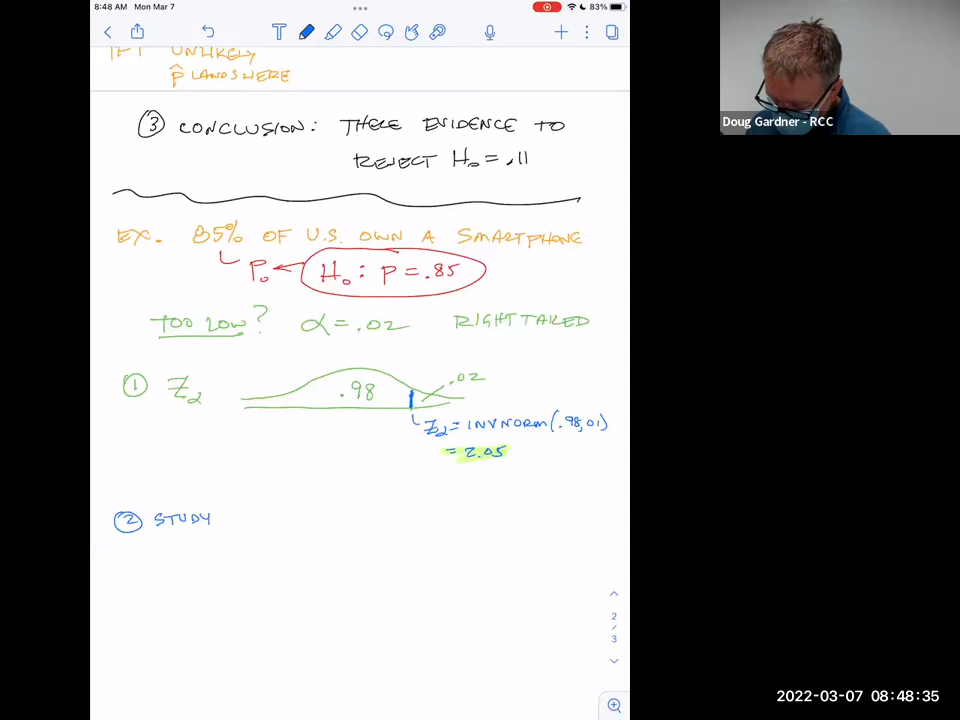 8:48 AM Mon Mar 7
83%
UNLIKELY
p̂ LANDS HERE
③ CONCLUSION: THERE EVIDENCE TO
REJECT H₀ = .11
EX. 85% OF U.S. OWN A SMARTPHONE
P₀ ← H₀: P = .85
TOO LOW? α = .02 RIGHT TAILED
① Z₂ .98 .02
Z₂ = INVNORM(.98,0,1)
= 2.05
② STUDY
2
/
3
Doug Gardner - RCC
2022-03-07 08:48:35